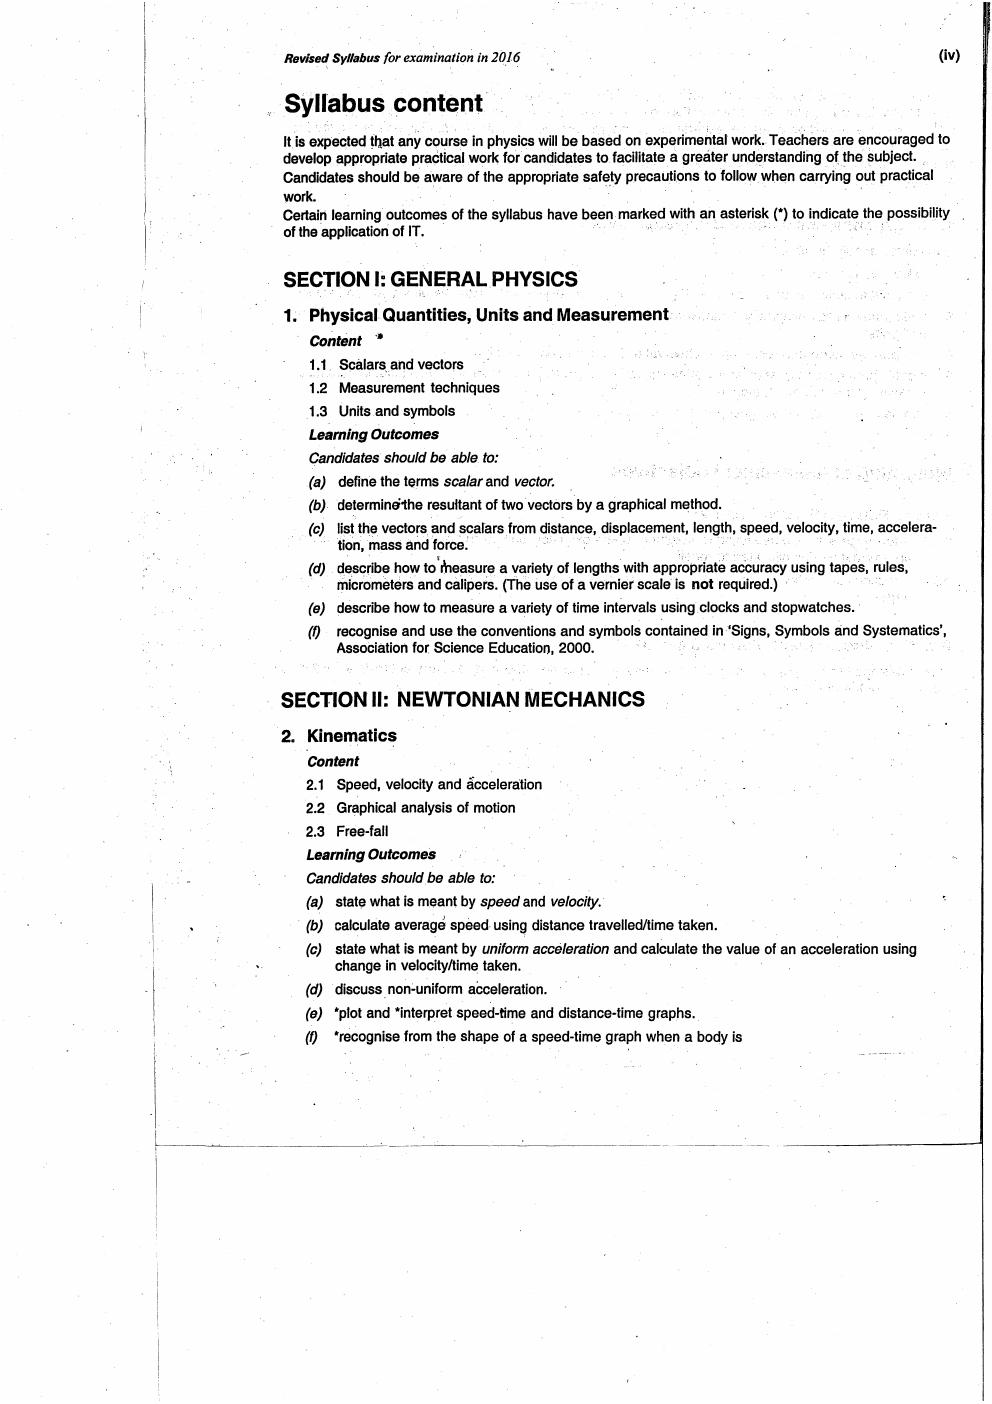 Revised Syllabus for examination in 2016 (iv)
Syllabus content
It is expected that any course in physics will be based on experimental work. Teachers are encouraged to
develop appropriate practical work for candidates to facilitate a greater understanding of the subject.
Candidates should be aware of the appropriate safety precautions to follow when carrying out practical
work.
Certain learning outcomes of the syllabus have been marked with an asterisk (*) to indicate the possibility
of the application of IT.
SECTION I: GENERAL PHYSICS
1. Physical Quantities, Units and Measurement
Content
1.1 Scalars and vectors
1.2 Measurement techniques
1.3 Units and symbols
Learning Outcomes
Candidates should be able to:
(a) define the terms scalar and vector.
(b) determine the resultant of two vectors by a graphical method.
(c) list the vectors and scalars from distance, displacement, length, speed, velocity, time, accelera-
tion, mass and force.
(d) describe how to measure a variety of lengths with appropriate accuracy using tapes, rules,
micrometers and calipers. (The use of a vernier scale is not required.)
(e) describe how to measure a variety of time intervals using clocks and stopwatches.
(f) recognise and use the conventions and symbols contained in ‘Signs, Symbols and Systematics’,
Association for Science Education, 2000.
SECTION II: NEWTONIAN MECHANICS
2. Kinematics
Content
2.1 Speed, velocity and acceleration
2.2 Graphical analysis of motion
2.3 Free-fall
Learning Outcomes
Candidates should be able to:
(a) state what is meant by speed and velocity.
(b) calculate average speed using distance travelled/time taken.
(c) state what is meant by uniform acceleration and calculate the value of an acceleration using
change in velocity/time taken.
(d) discuss non-uniform acceleration.
(e) *plot and *interpret speed-time and distance-time graphs.
(f) *recognise from the shape of a speed-time graph when a body is